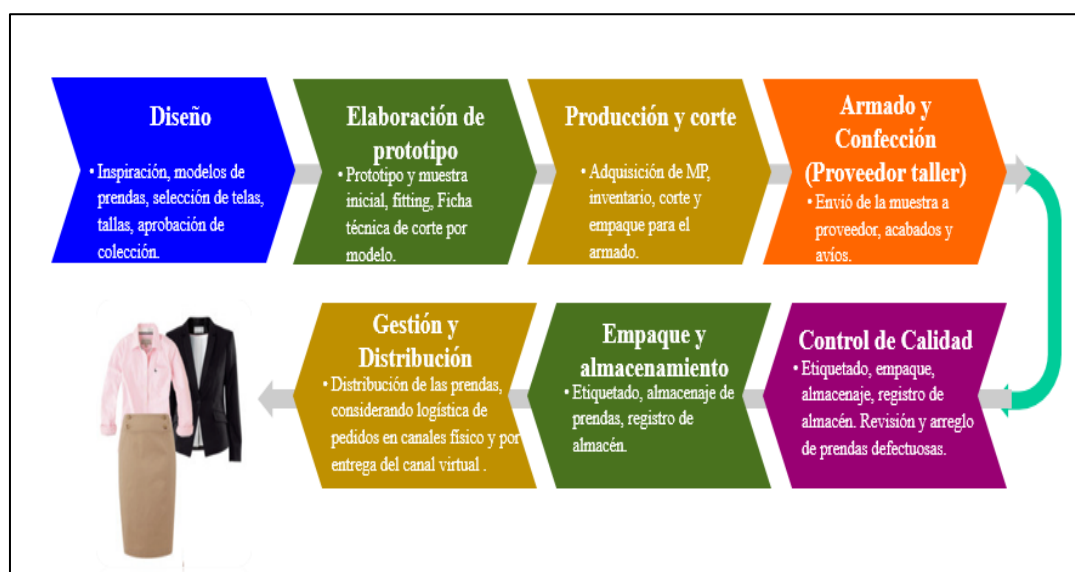 Diseño
• Inspiración, modelos de
prendas, selección de telas,
tallas, aprobación de
colección.
Elaboración de
prototipo
• Prototipo y muestra
inicial, fitting, Ficha
técnica de corte por
modelo.
Producción y corte
• Adquisición de MP,
inventario, corte y
empaque para el
armado.
Armado y
Confección
(Proveedor taller)
• Envió de la muestra a
proveedor, acabados y
avíos.
Control de Calidad
• Etiquetado, empaque,
almacenaje, registro de
almacén. Revisión y arreglo
de prendas defectuosas.
Empaque y
almacenamiento
• Etiquetado, almacenaje de
prendas, registro de
almacén.
Gestión y
Distribución
• Distribución de las prendas,
considerando logística de
pedidos en canales físico y por
entrega del canal virtual .